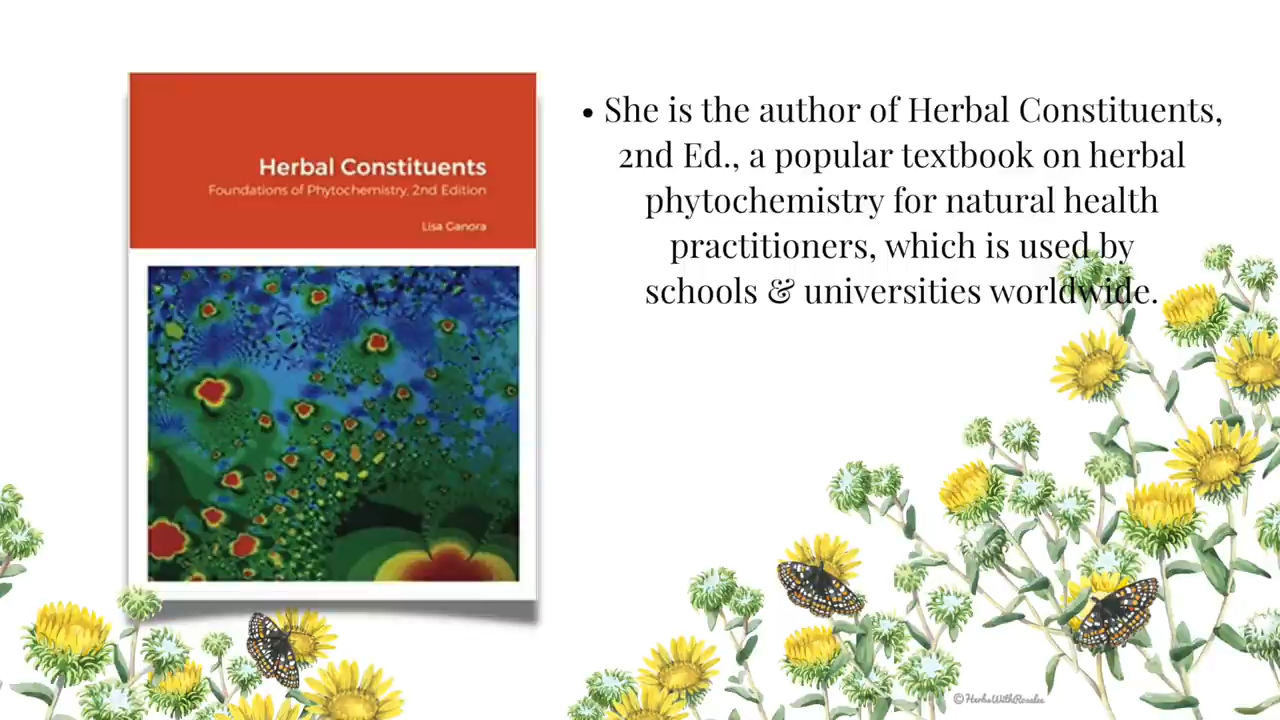 Herbal Constituents
Foundations of Phytochemistry, 2nd Edition
Lisa Ganora
• She is the author of Herbal Constituents,
2nd Ed., a popular textbook on herbal
phytochemistry for natural health
practitioners, which is used by
schools & universities worldwide.
©HerbsWithRosalee